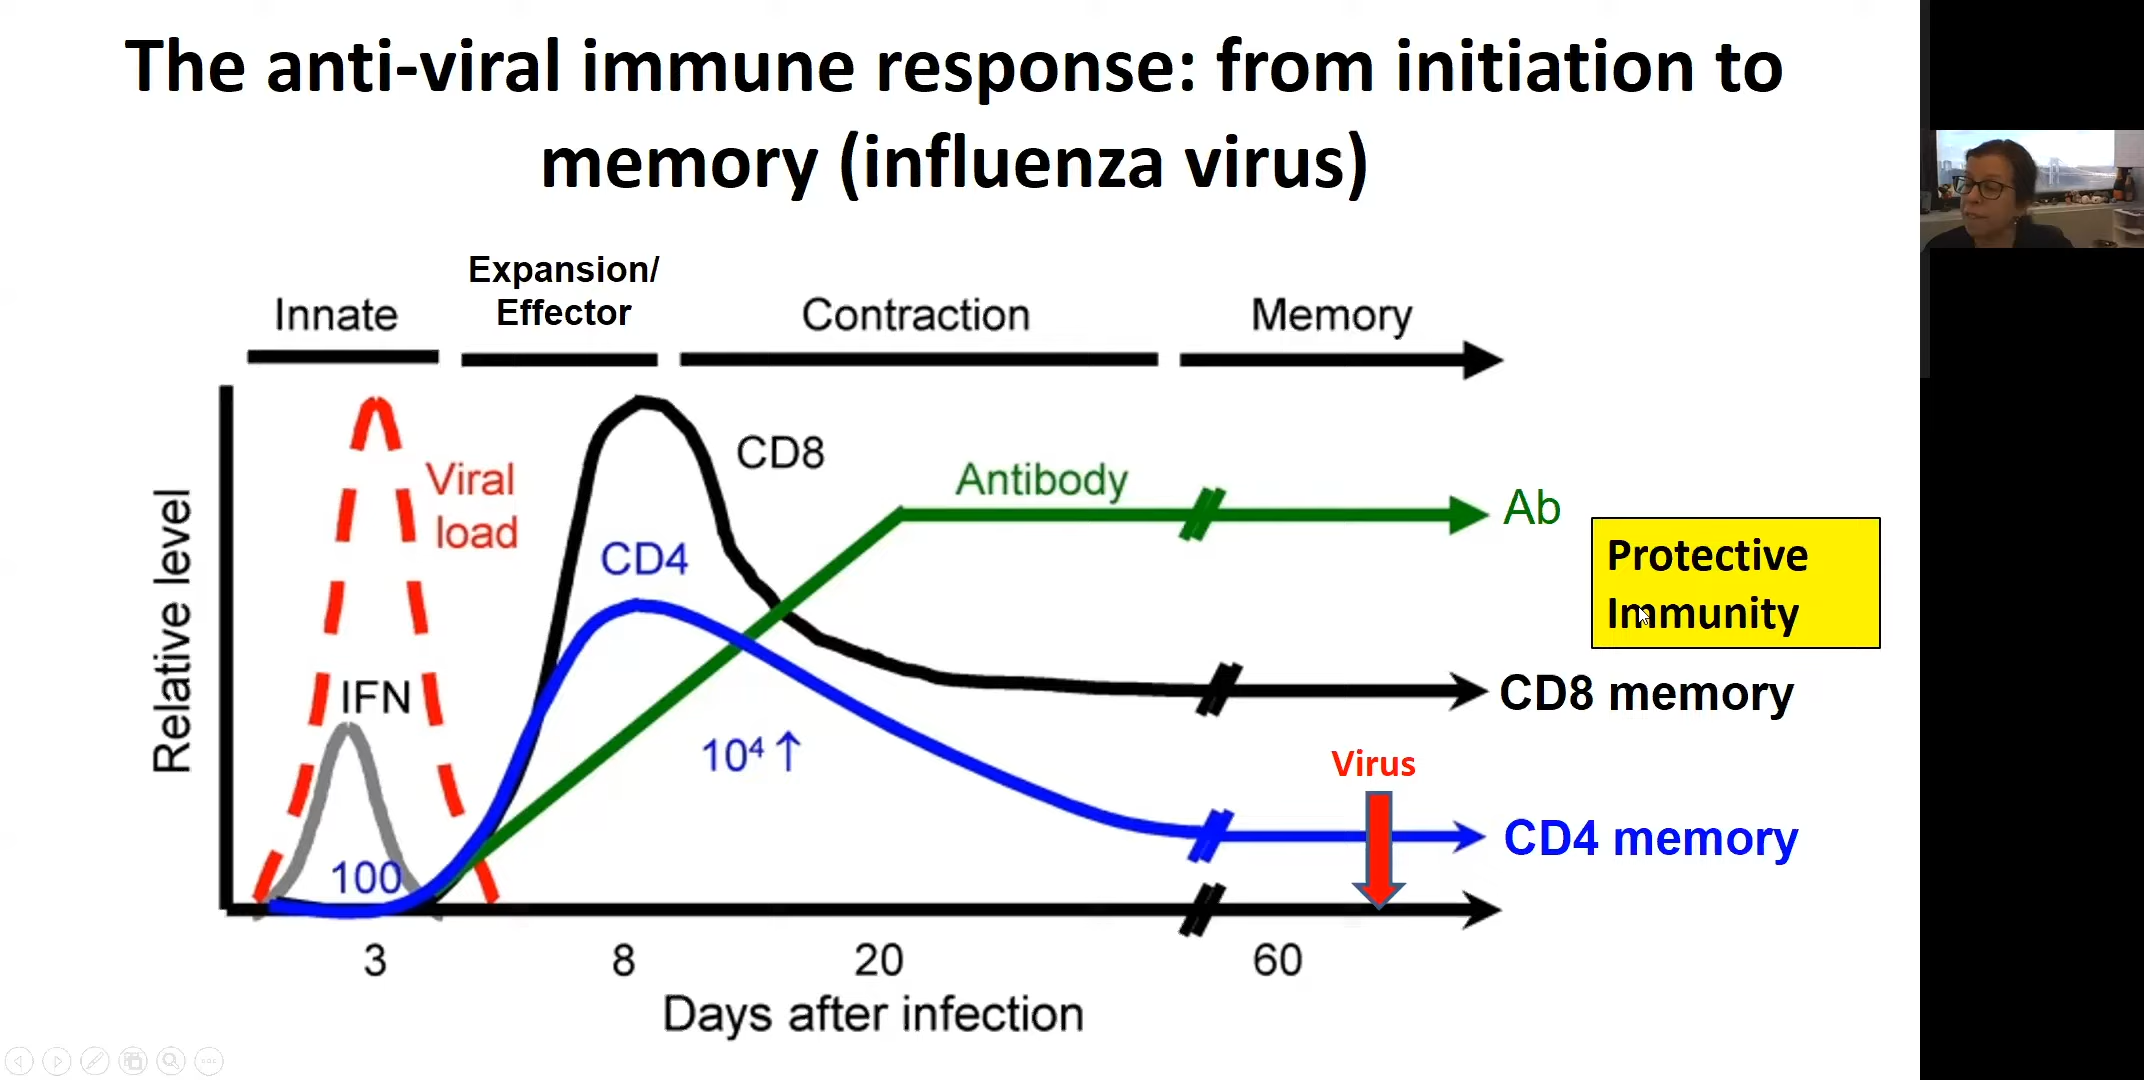 The anti-viral immune response: from initiation to
memory (influenza virus)
Innate
Expansion/
Effector
Contraction
Memory
Relative level
Viral
load
IFN
100
CD8
CD4
10⁴ ↑
Antibody
Ab
Protective
Immunity
CD8 memory
Virus
CD4 memory
3
8
20
60
Days after infection